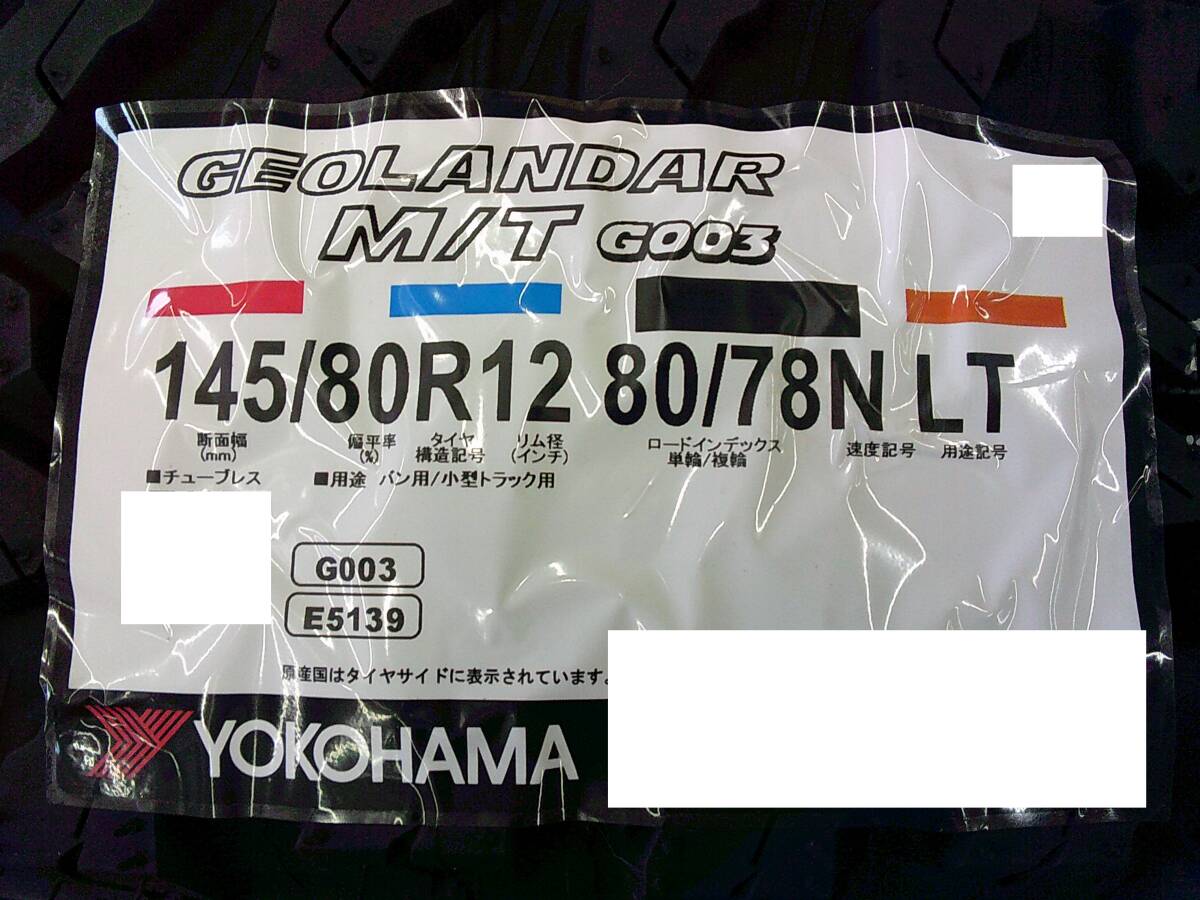 GEOLANDAR
M/T G003
145/80R12 80/78N LT
断面幅 偏平率 タイヤ リム径 ロードインデックス 速度記号 用途記号
(mm) (%) 構造記号 (インチ) 単輪/複輪
■チューブレス ■用途 バン用/小型トラック用
G003
E5139
原産国はタイヤサイドに表示されています。
YOKOHAMA